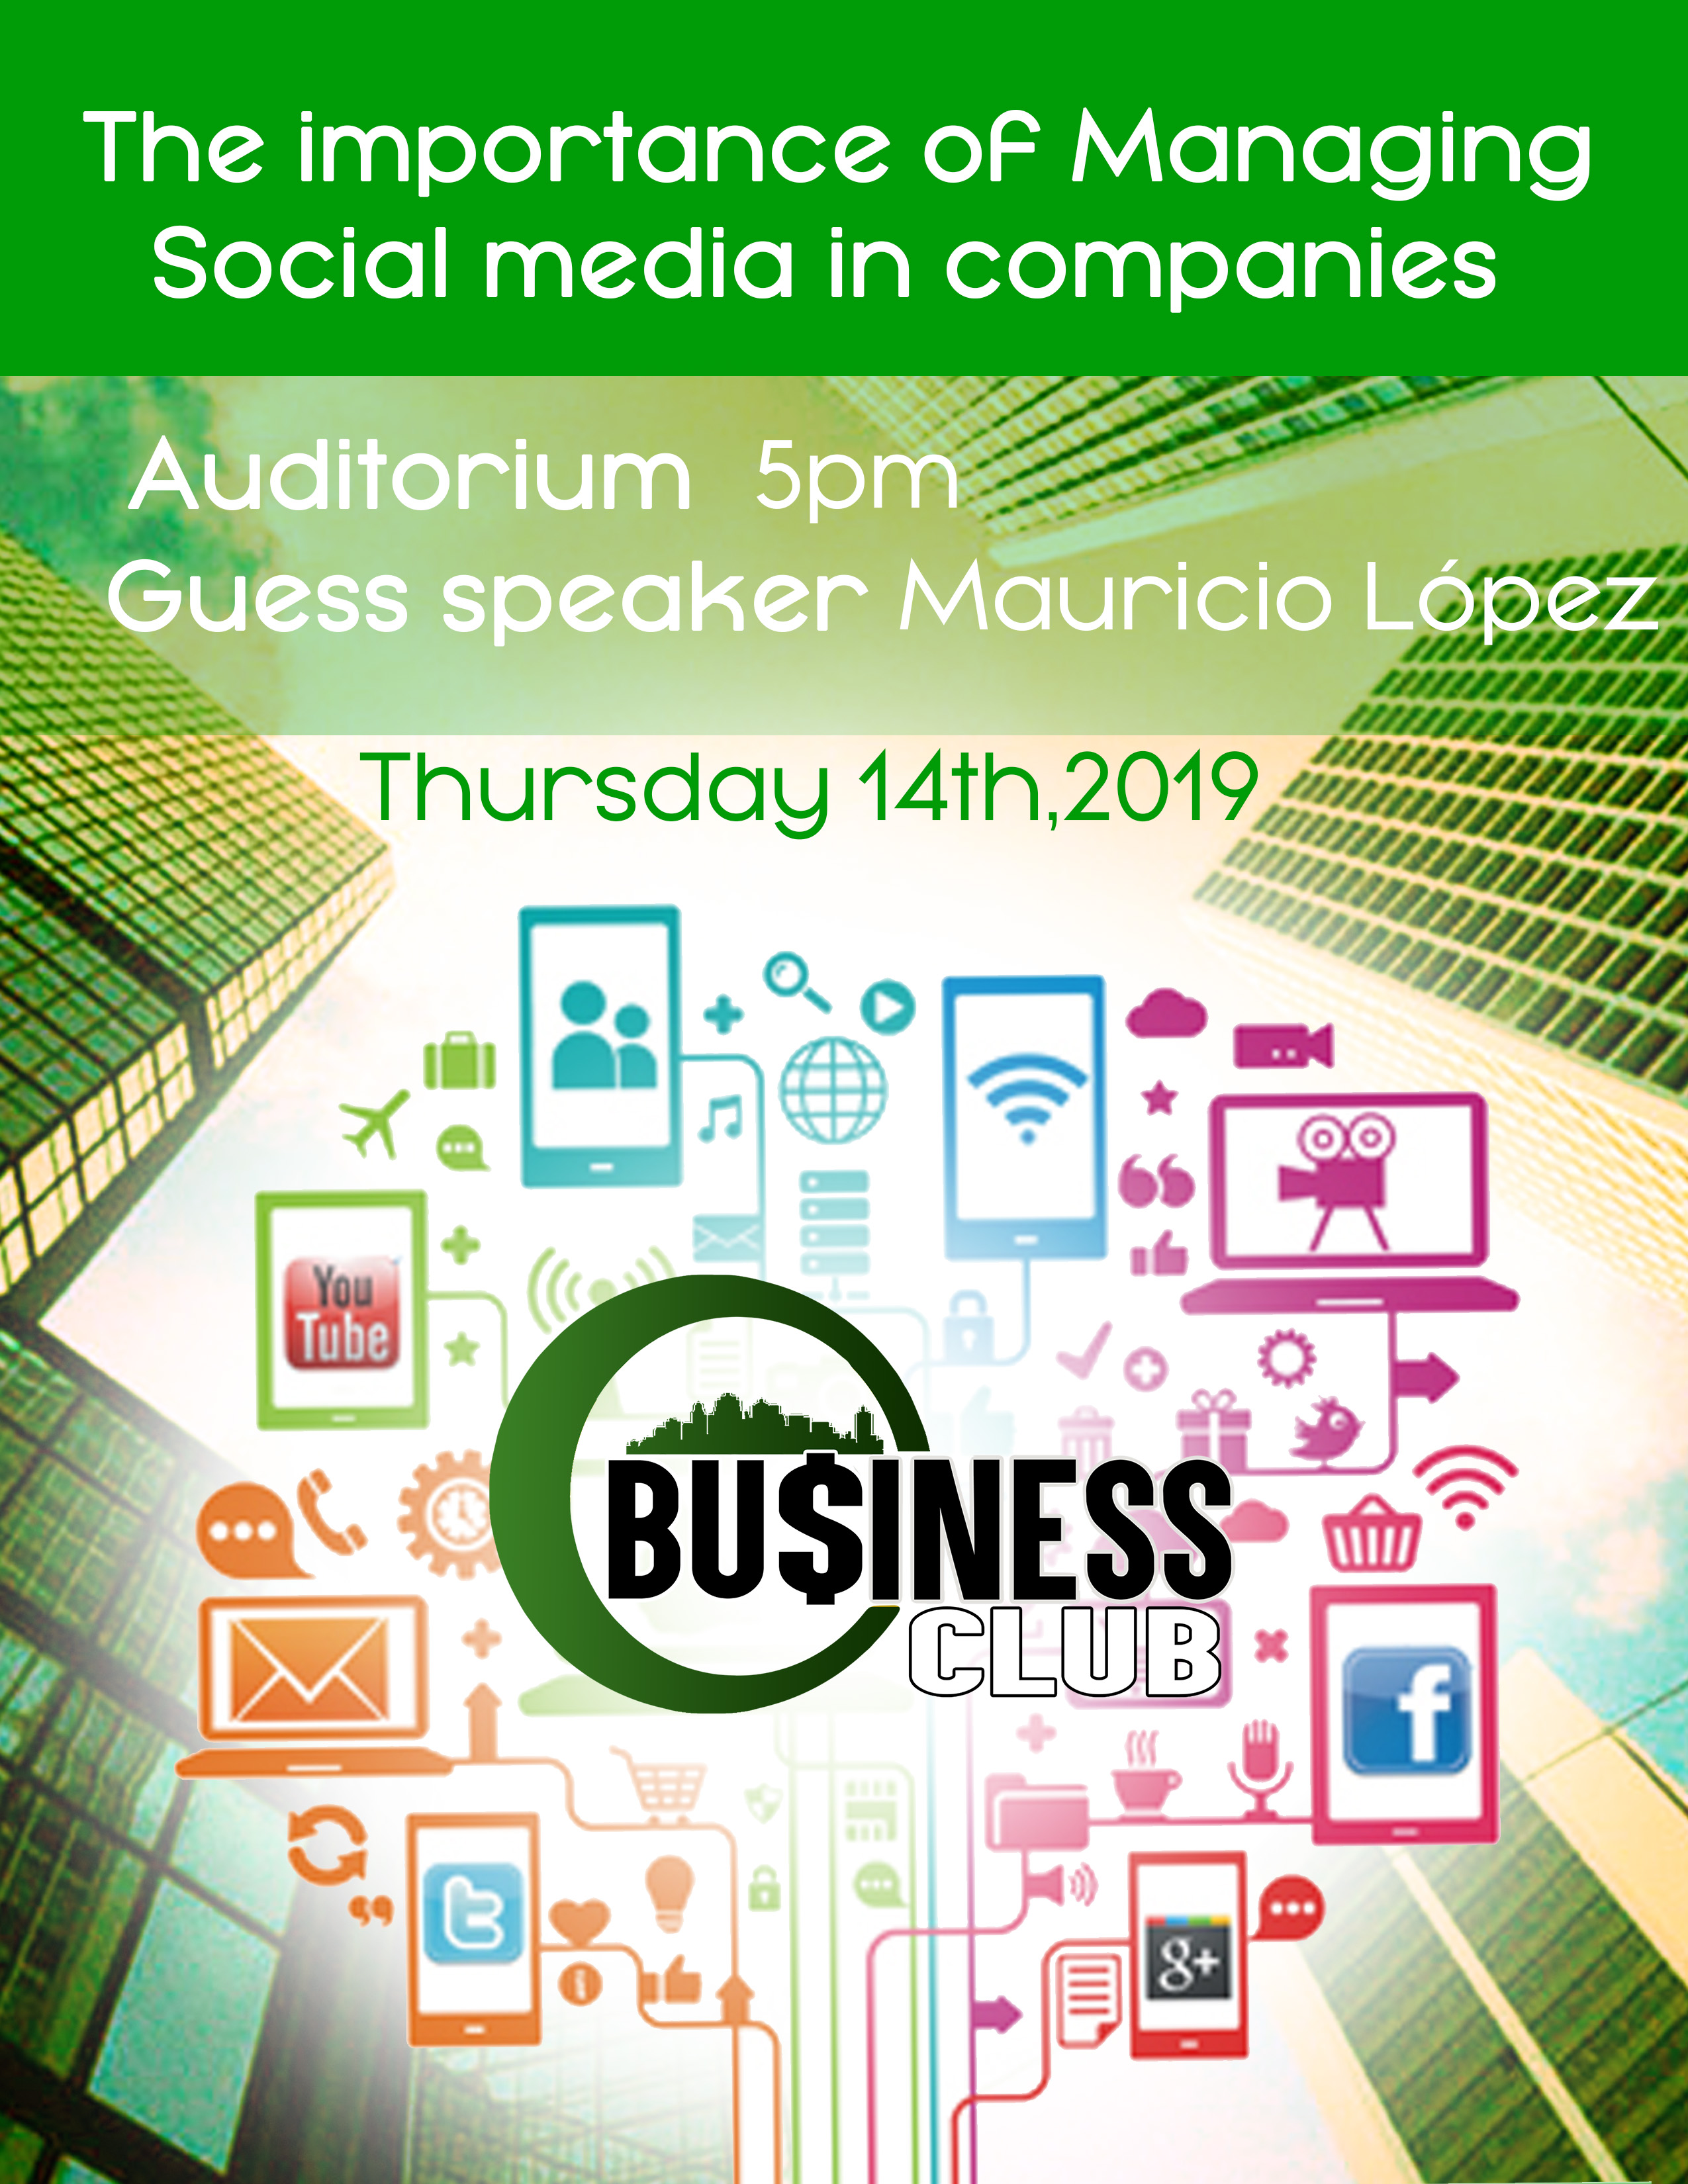 The importance of Managing
Social media in companies
Auditorium 5pm
Guess speaker Mauricio López
Thursday 14th,2019
You
Tube
BU$INESS
CLUB
f
t
g+